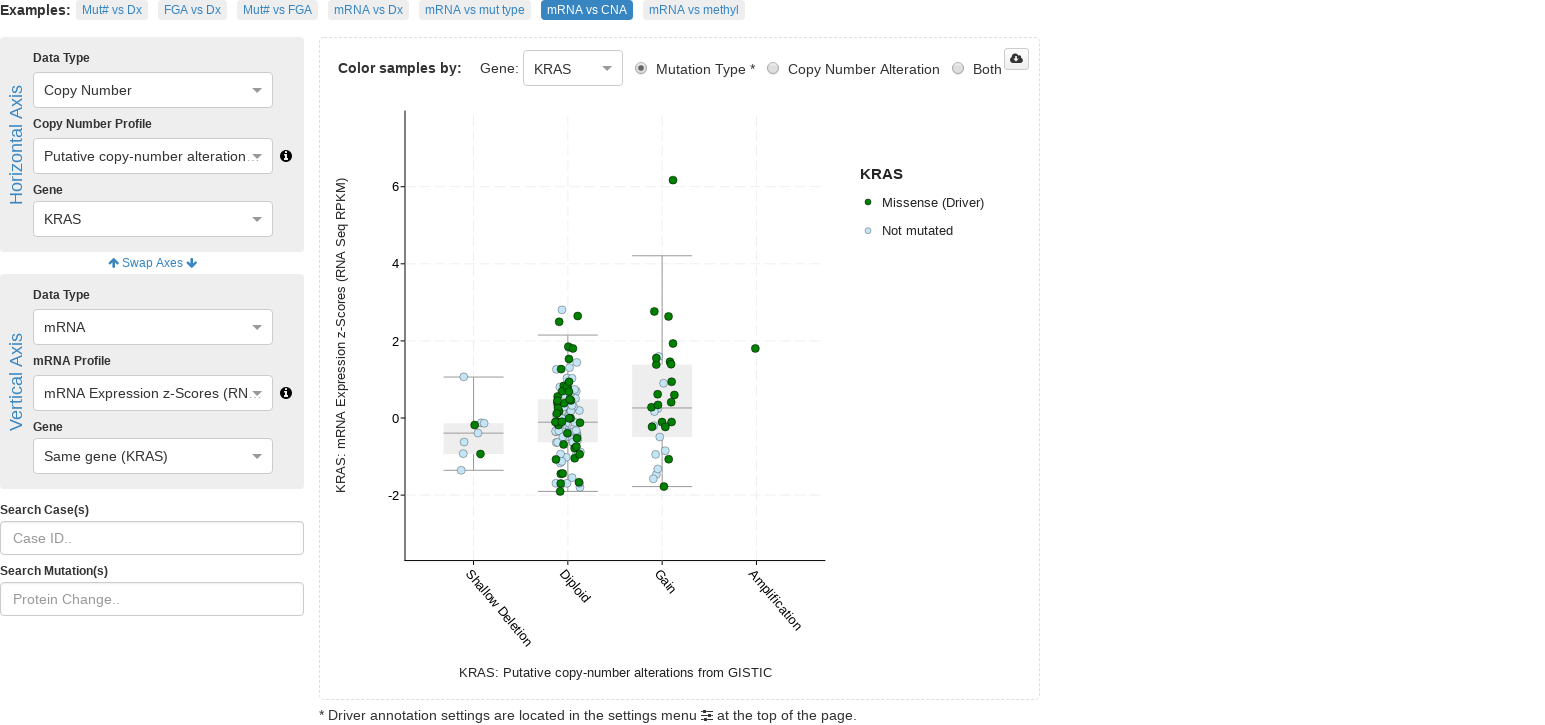 Examples: Mut# vs Dx FGA vs Dx Mut# vs FGA mRNA vs Dx mRNA vs mut type mRNA vs CNA mRNA vs methyl
Horizontal Axis
Data Type
Copy Number
Copy Number Profile
Putative copy-number alteration...
Gene
KRAS
Swap Axes
Vertical Axis
Data Type
mRNA
mRNA Profile
mRNA Expression z-Scores (RN...
Gene
Same gene (KRAS)
Search Case(s)
Case ID..
Search Mutation(s)
Protein Change..
Color samples by: Gene: KRAS Mutation Type * Copy Number Alteration Both
KRAS: mRNA Expression z-Scores (RNA Seq RPKM)
6
4
2
0
-2
Shallow Deletion
Diploid
Gain
Amplification
KRAS: Putative copy-number alterations from GISTIC
KRAS
Missense (Driver)
Not mutated
* Driver annotation settings are located in the settings menu at the top of the page.